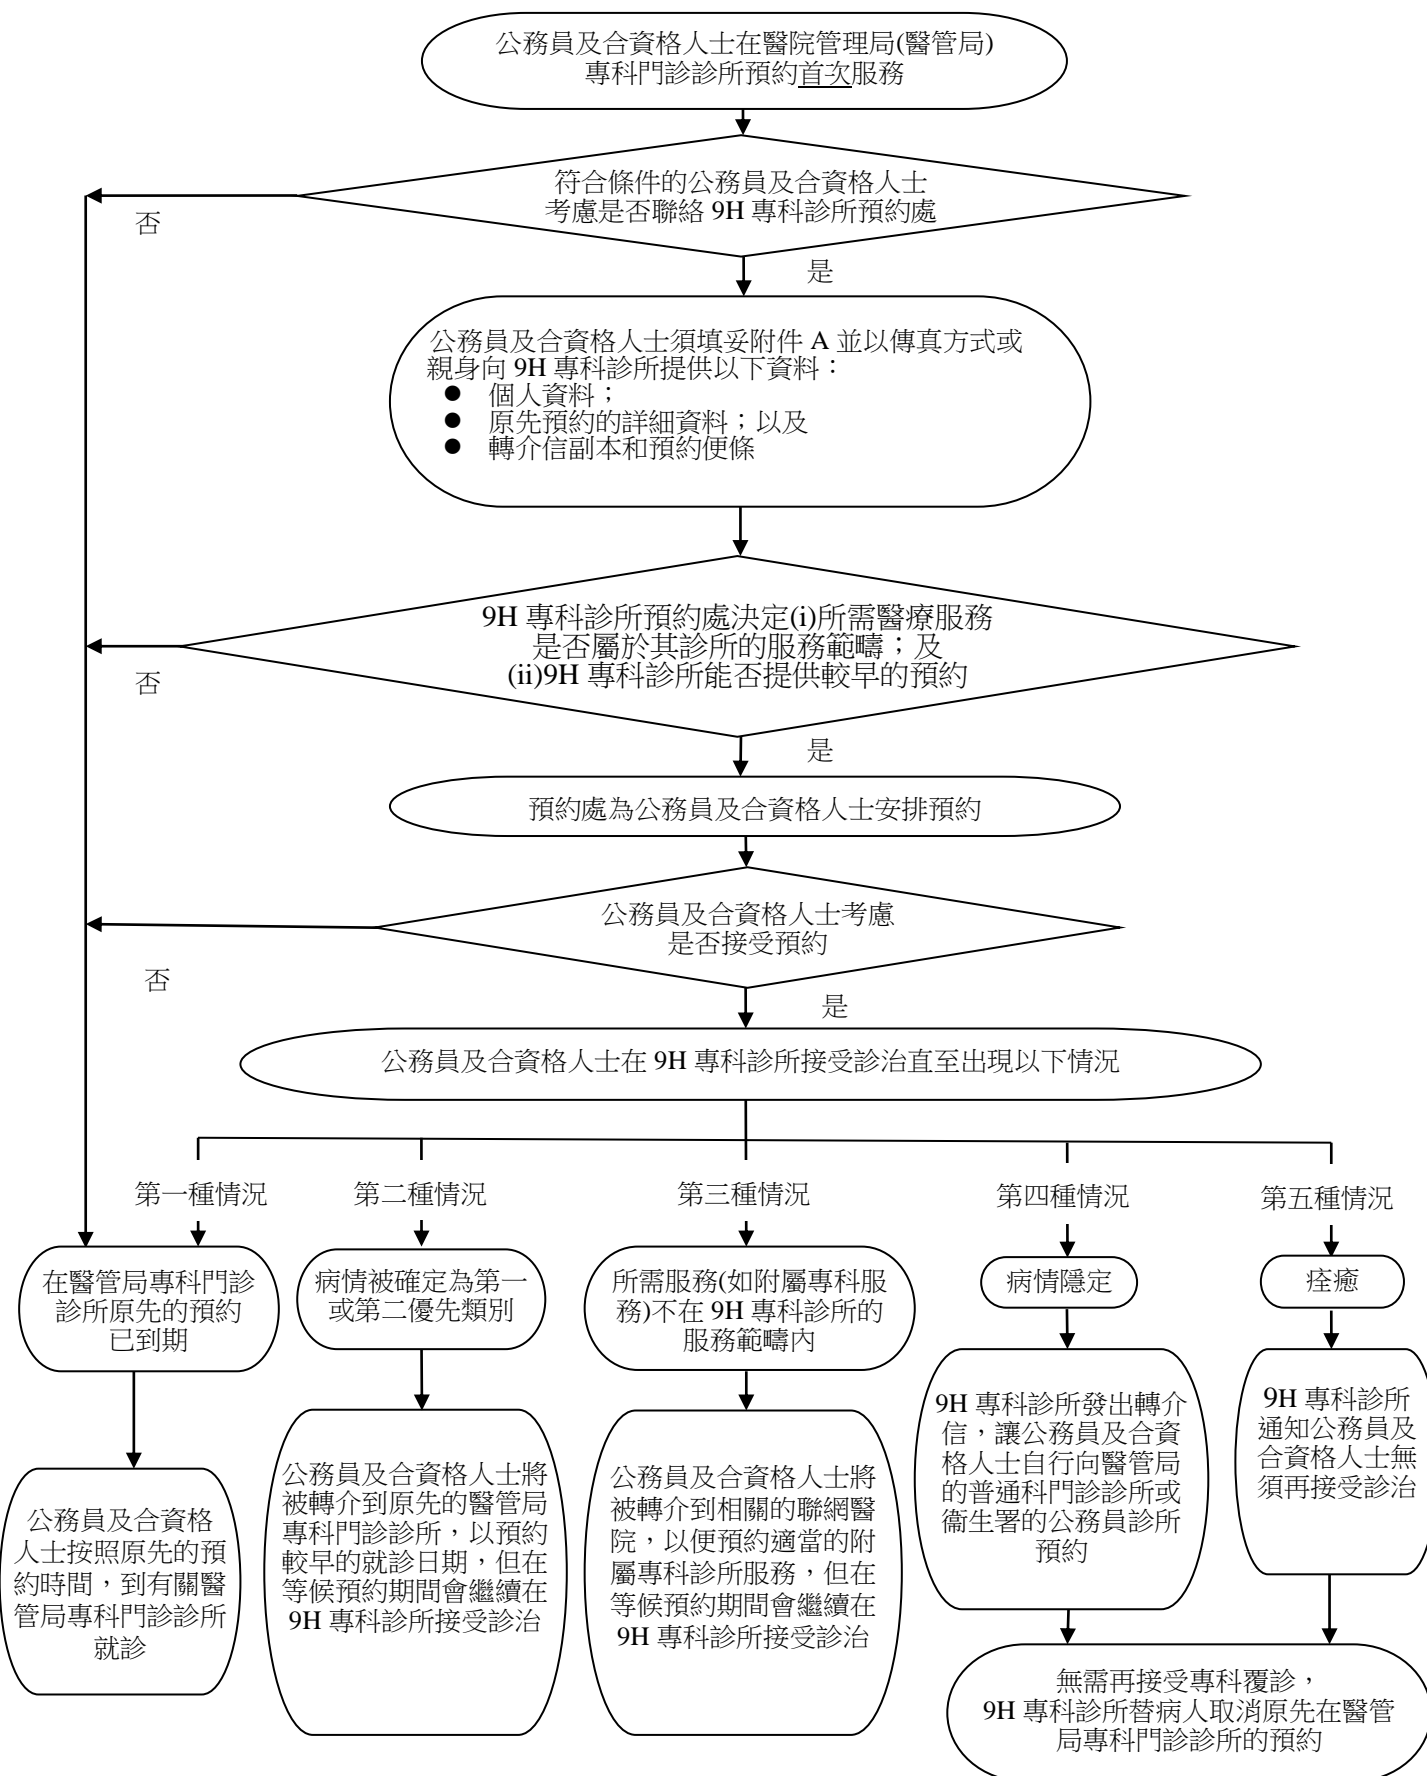 公務員及合資格人士在醫院管理局(醫管局)
專科門診診所預約首次服務
符合條件的公務員及合資格人士
考慮是否聯絡 9H 專科診所預約處
否
是
公務員及合資格人士須填妥附件 A 並以傳真方式或
親身向 9H 專科診所提供以下資料：
● 個人資料；
● 原先預約的詳細資料；以及
● 轉介信副本和預約便條
9H 專科診所預約處決定(i)所需醫療服務
是否屬於其診所的服務範疇；及
(ii)9H 專科診所能否提供較早的預約
否
是
預約處為公務員及合資格人士安排預約
公務員及合資格人士考慮
是否接受預約
否
是
公務員及合資格人士在 9H 專科診所接受診治直至出現以下情況
第一種情況
第二種情況
第三種情況
第四種情況
第五種情況
在醫管局專科門診
診所原先的預約
已到期
病情被確定為第一
或第二優先類別
所需服務(如附屬專科服
務)不在 9H 專科診所的
服務範疇內
病情隱定
痊癒
公務員及合資格
人士按照原先的預
約時間，到有關醫
管局專科門診診所
就診
公務員及合資格人士將
被轉介到原先的醫管局
專科門診診所，以預約
較早的就診日期，但在
等候預約期間會繼續在
9H 專科診所接受診治
公務員及合資格人士將
被轉介到相關的聯網醫
院，以便預約適當的附
屬專科診所服務，但在
等候預約期間會繼續在
9H 專科診所接受診治
9H 專科診所發出轉介
信，讓公務員及合資
格人士自行向醫管局
的普通科門診診所或
衞生署的公務員診所
預約
9H 專科診所
通知公務員及
合資格人士無
須再接受診治
無需再接受專科覆診，
9H 專科診所替病人取消原先在醫管
局專科門診診所的預約